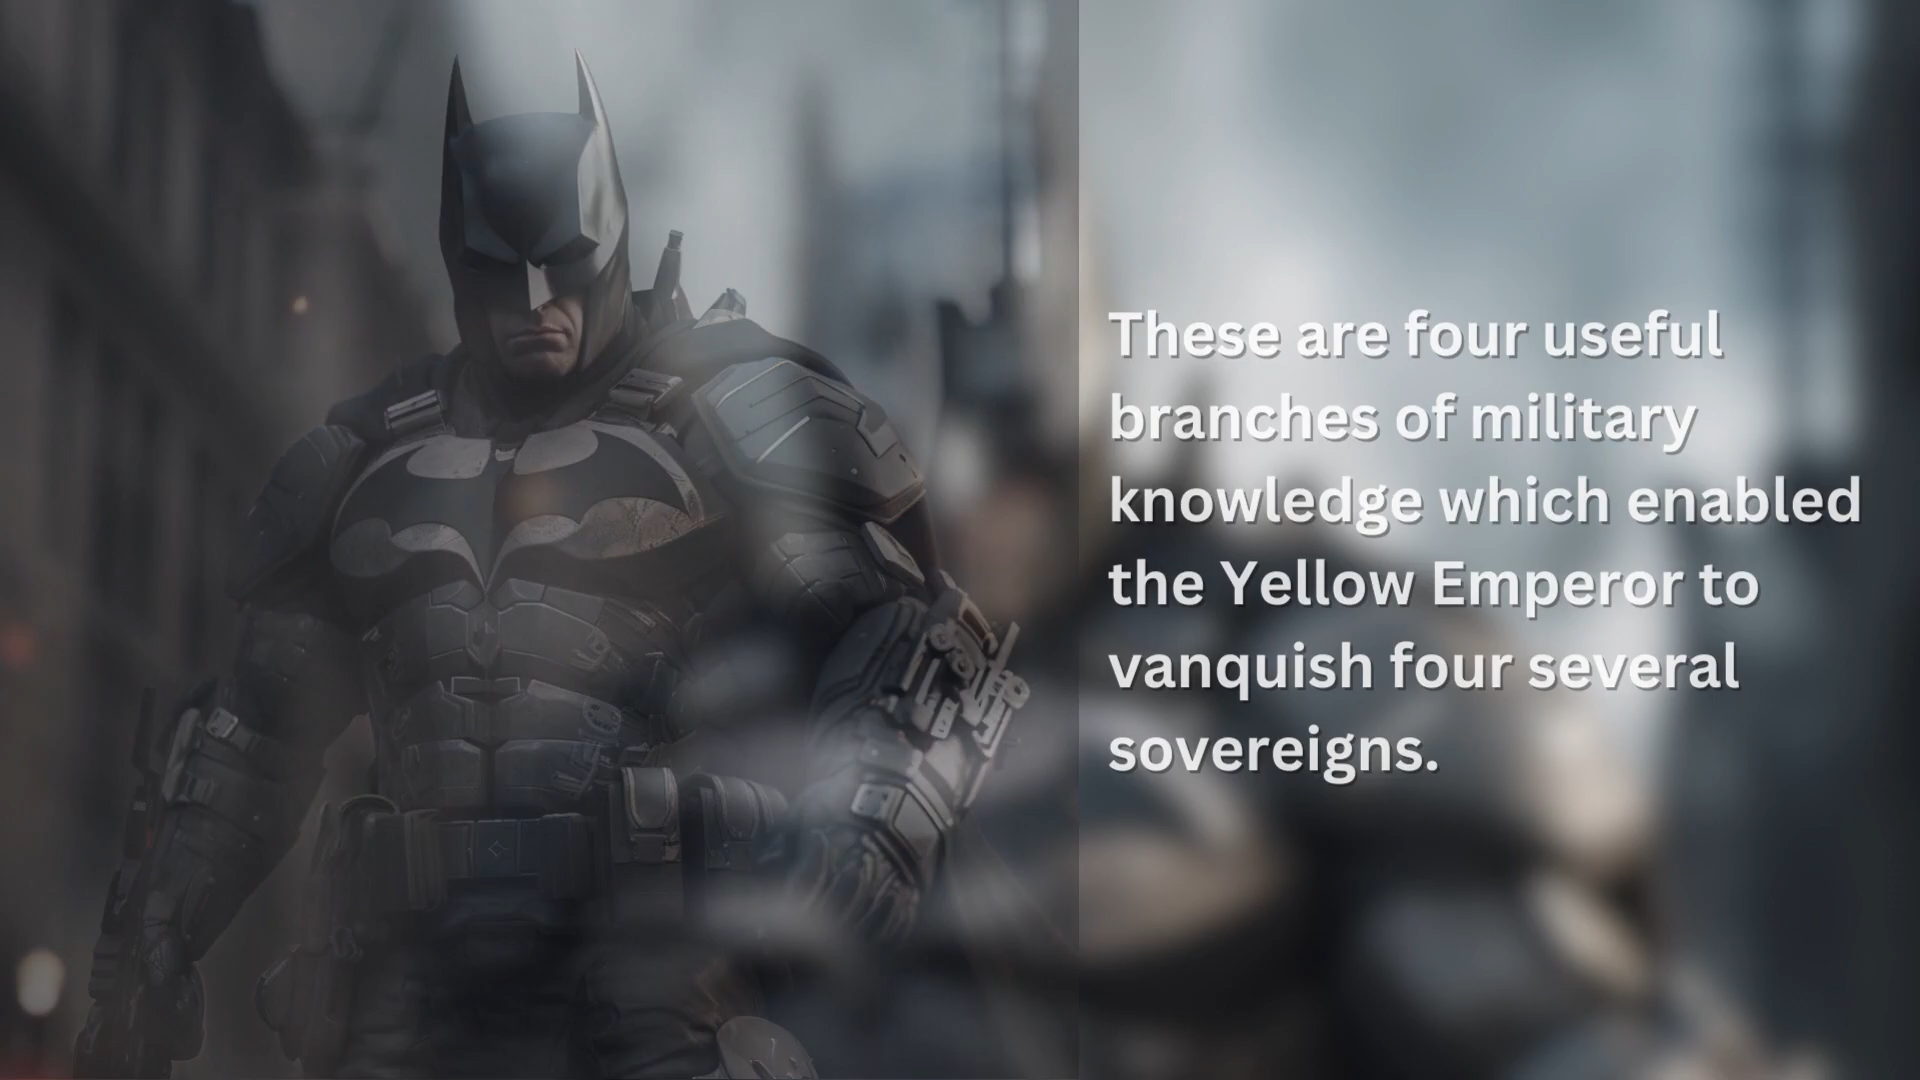 These are four useful
branches of military
knowledge which enabled
the Yellow Emperor to
vanquish four several
sovereigns.